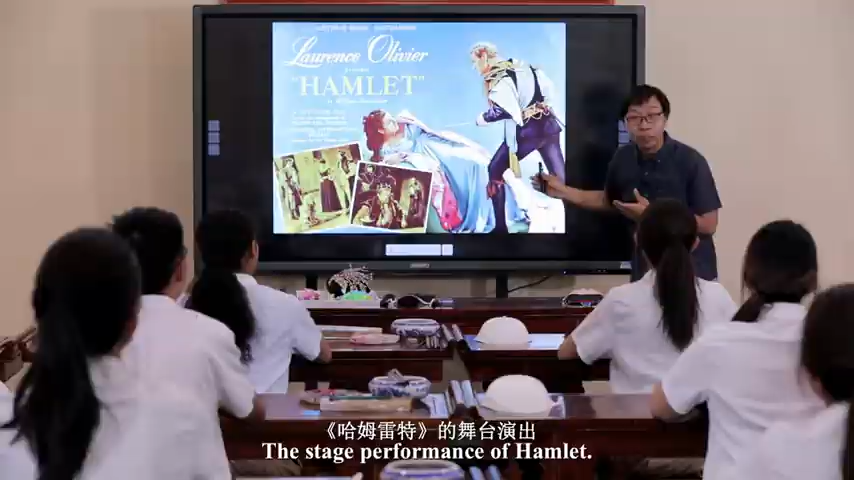 Laurence Olivier
"HAMLET"
《哈姆雷特》的舞台演出
The stage performance of Hamlet.